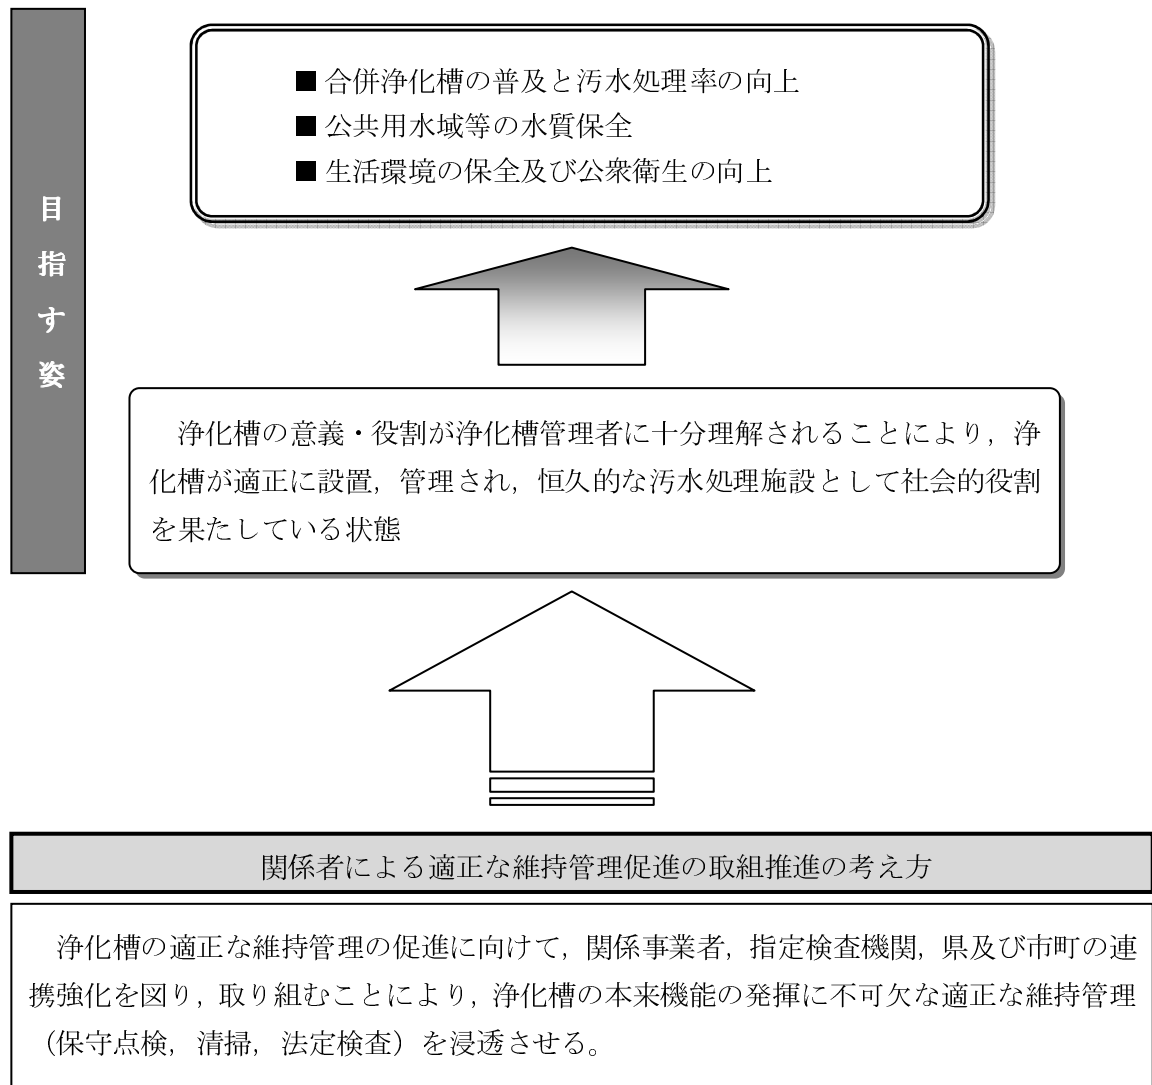 目指す姿
■ 合併浄化槽の普及と汚水処理率の向上
■ 公共用水域等の水質保全
■ 生活環境の保全及び公衆衛生の向上
浄化槽の意義・役割が浄化槽管理者に十分理解されることにより，浄
化槽が適正に設置，管理され，恒久的な汚水処理施設として社会的役割
を果たしている状態
関係者による適正な維持管理促進の取組推進の考え方
浄化槽の適正な維持管理の促進に向けて，関係事業者，指定検査機関，県及び市町の連
携強化を図り，取り組むことにより，浄化槽の本来機能の発揮に不可欠な適正な維持管理
（保守点検，清掃，法定検査）を浸透させる。